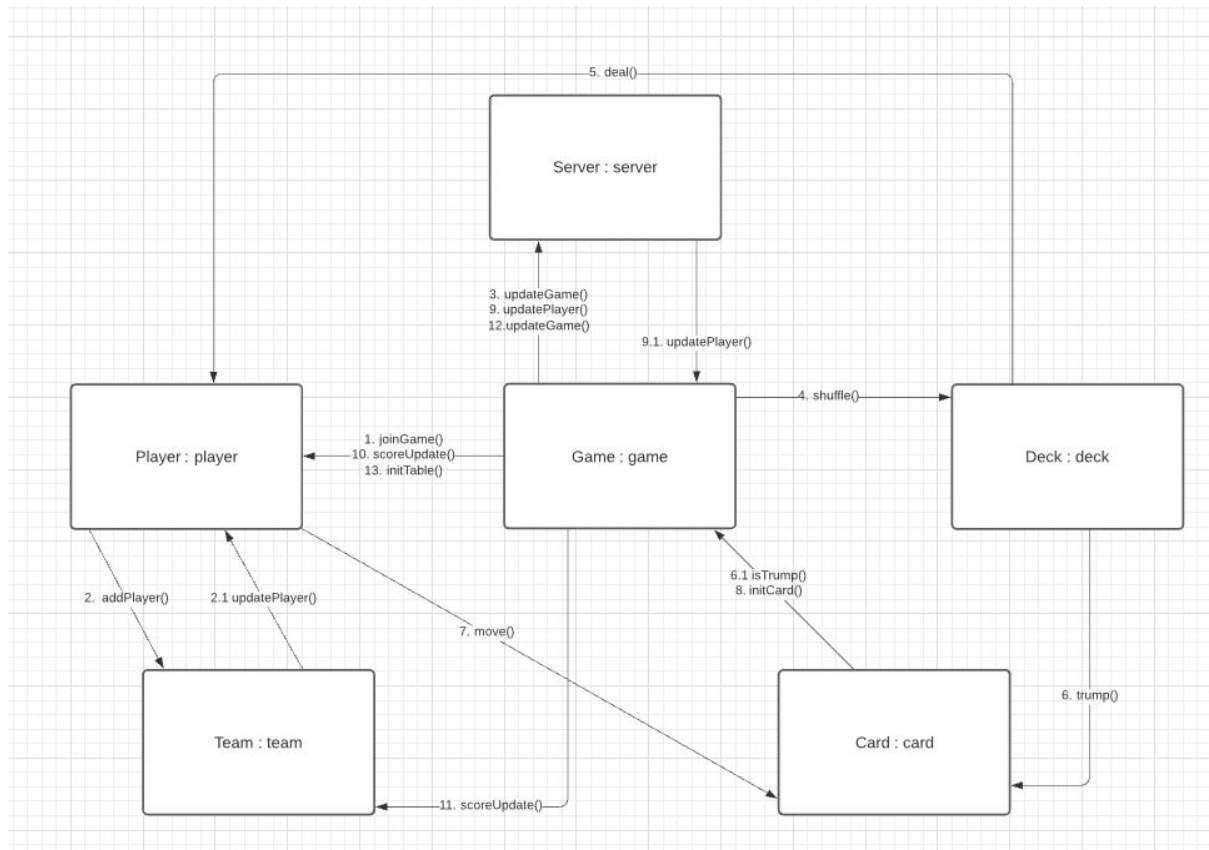 5. deal()
Server : server
3. updateGame()
9. updatePlayer()
12.updateGame()
9.1. updatePlayer()
4. shuffle()
Player : player
1. joinGame()
10. scoreUpdate()
13. initTable()
Game : game
Deck : deck
2. addPlayer()
2.1 updatePlayer()
7. move()
6.1 isTrump()
8. initCard()
6. trump()
Team : team
Card : card
11. scoreUpdate()